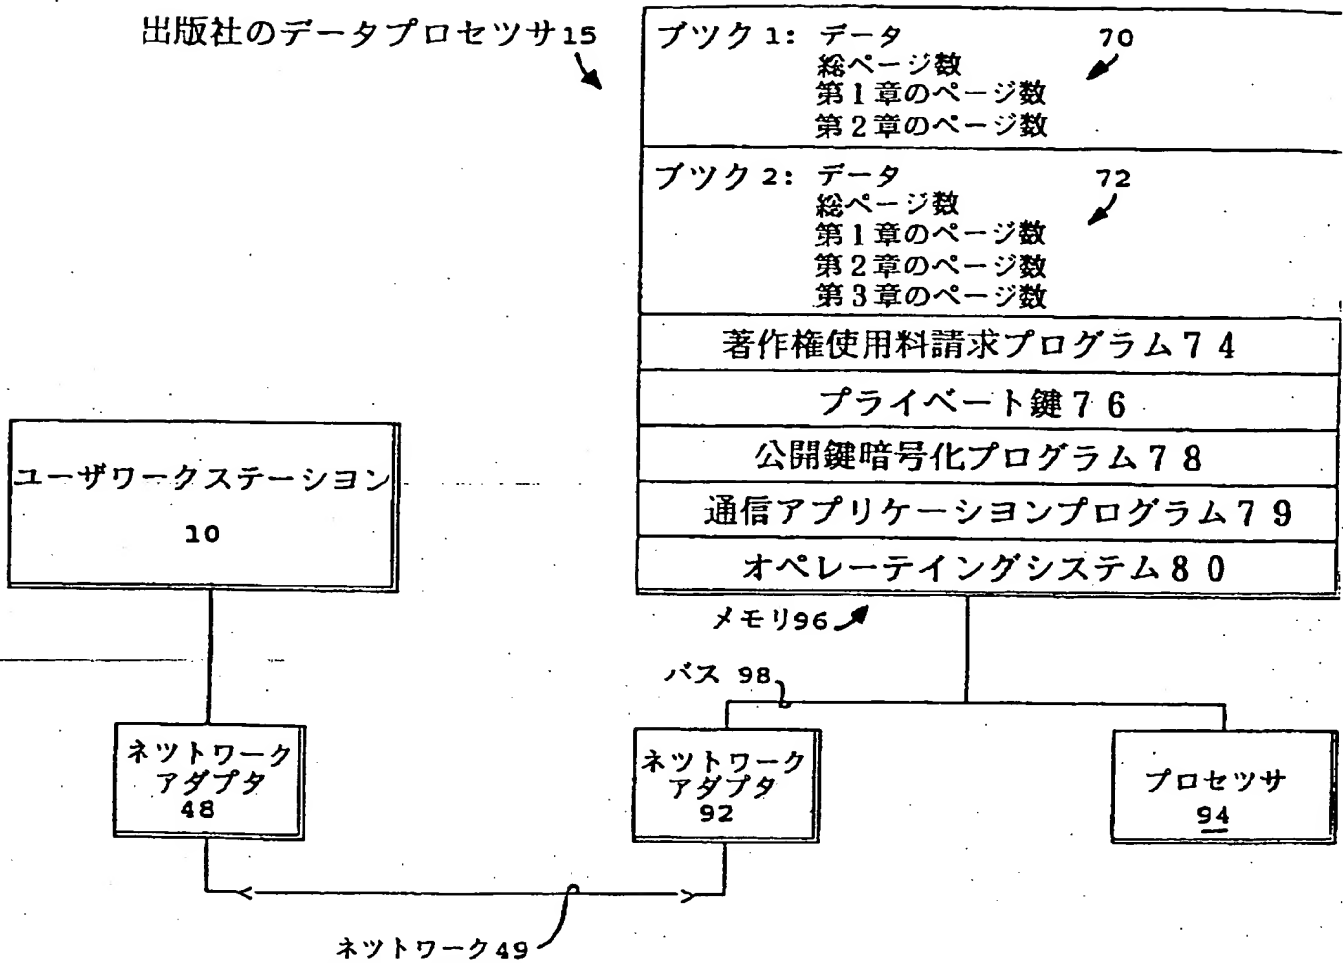 出版社のデータプロセツサ15
ブツク1: データ 70
総ページ数
第1章のページ数
第2章のページ数
ブツク2: データ 72
総ページ数
第1章のページ数
第2章のページ数
第3章のページ数
著作権使用料請求プログラム74
プライベート鍵76
公開鍵暗号化プログラム78
通信アプリケーシヨンプログラム79
オペレーテイングシステム80
メモリ96
ユーザワークステーシヨン
10
バス 98
ネツトワーク
アダプタ
48
ネツトワーク
アダプタ
92
プロセツサ
94
ネツトワーク49